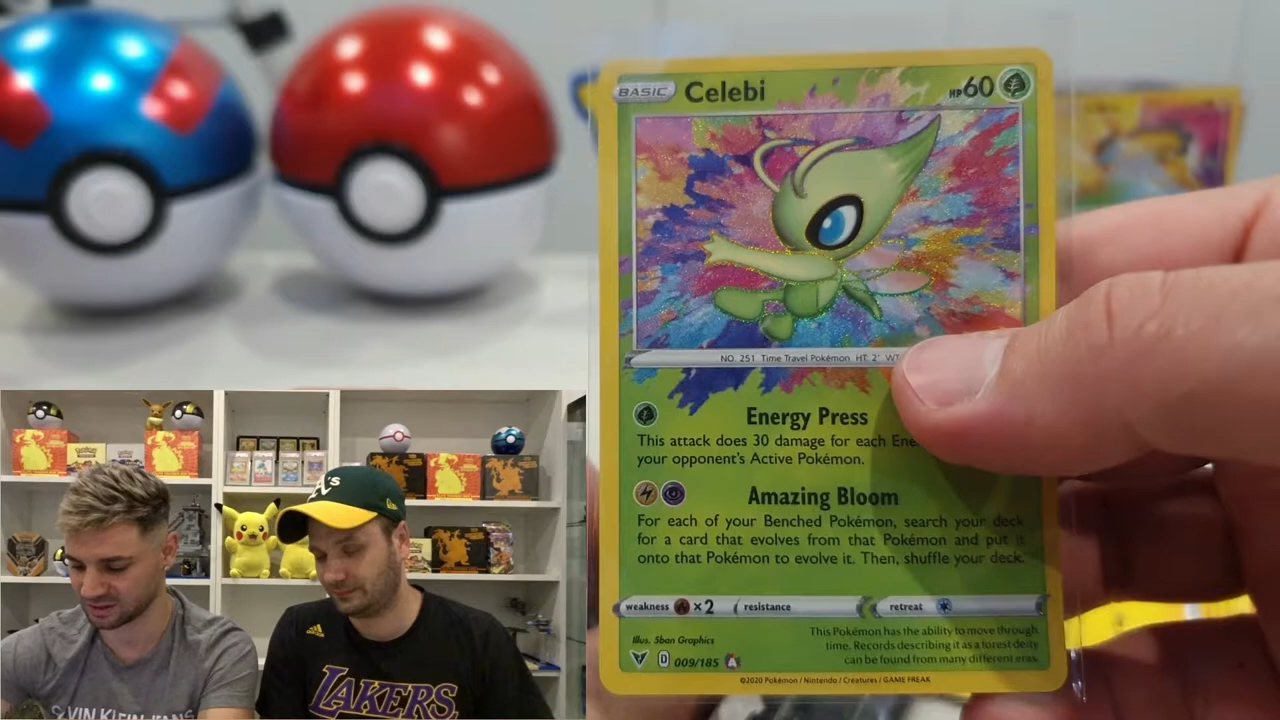 BASIC Celebi HP60
NO. 251 Time Travel Pokémon HT: 2' WT
Energy Press
This attack does 30 damage for each
your opponent's Active Pokémon.
Amazing Bloom
For each of your Benched Pokémon, search your deck
for a card that evolves from that Pokémon and put it
onto that Pokémon to evolve it. Then, shuffle your deck.
weakness ×2 resistance retreat
Illus. 5ban Graphics
This Pokémon has the ability to move through
time. Records describing it as a forest deity
can be found from many different eras.
D 009/185
©2020 Pokémon / Nintendo / Creatures / GAME FREAK
A's
LAKERS